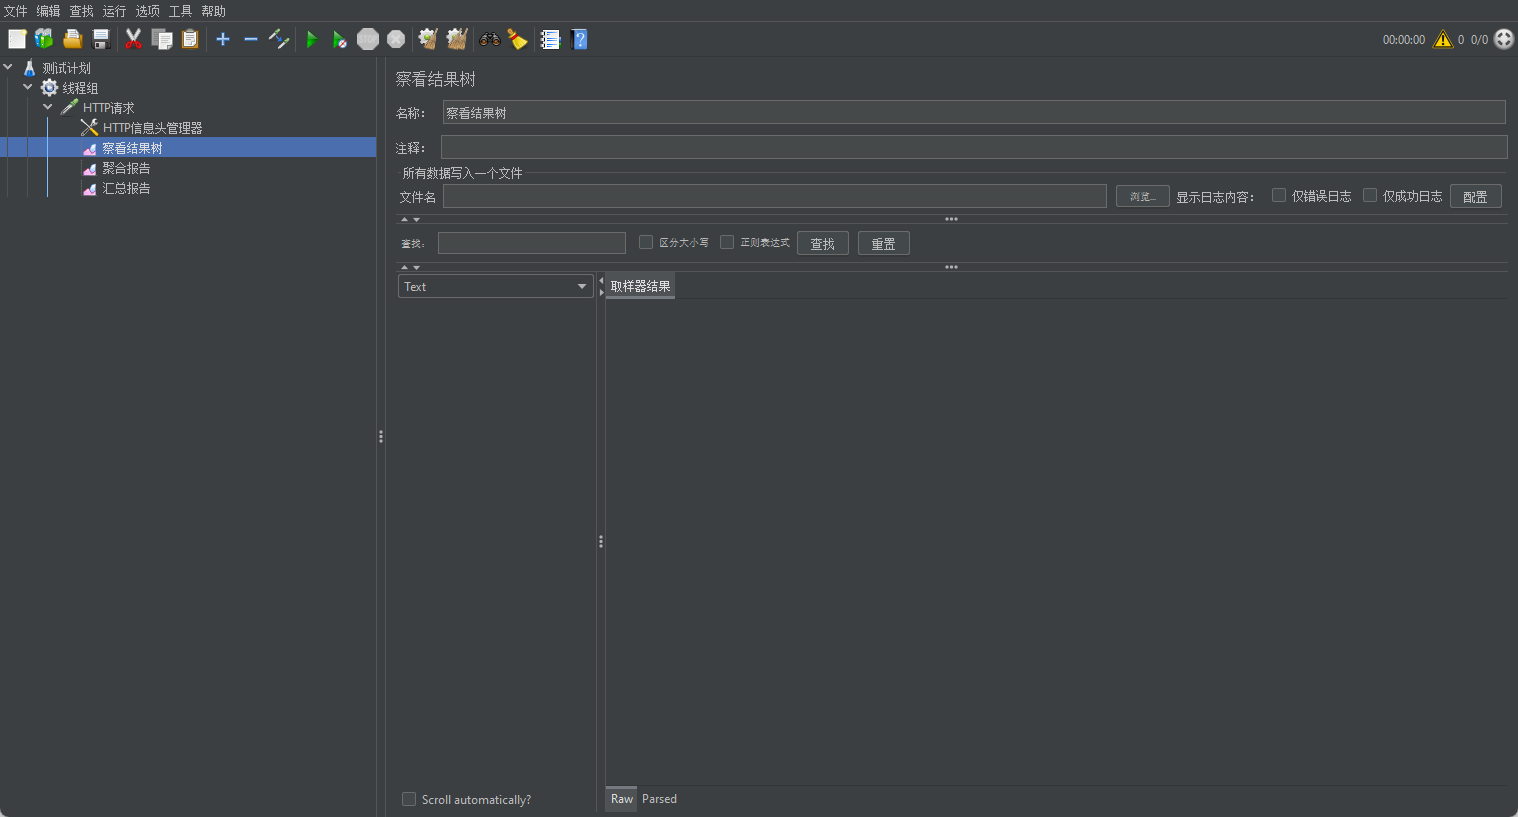 文件 编辑 查找 运行 选项 工具 帮助
STOP
00:00:00 0 0/0
测试计划
线程组
HTTP请求
HTTP信息头管理器
察看结果树
聚合报告
汇总报告
察看结果树
名称： 察看结果树
注释：
所有数据写入一个文件
文件名 浏览... 显示日志内容： 仅错误日志 仅成功日志 配置
查找： 区分大小写 正则表达式 查找 重置
Text 取样器结果
Scroll automatically? Raw Parsed